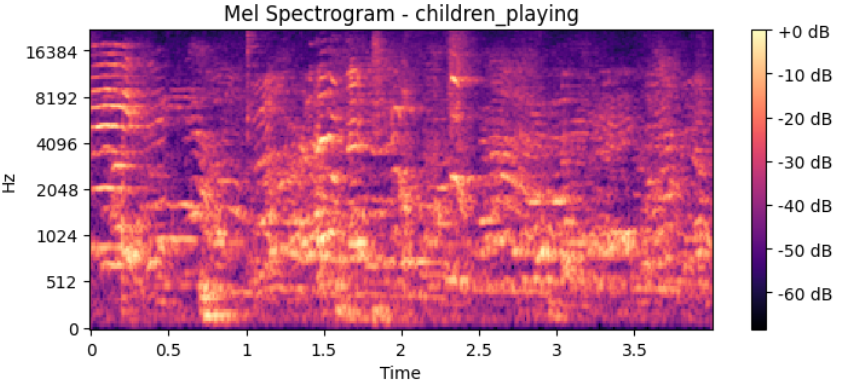 Mel Spectrogram - children_playing
16384
8192
4096
2048
1024
512
0
Hz
0
0.5
1
1.5
2
2.5
3
3.5
Time
+0 dB
-10 dB
-20 dB
-30 dB
-40 dB
-50 dB
-60 dB